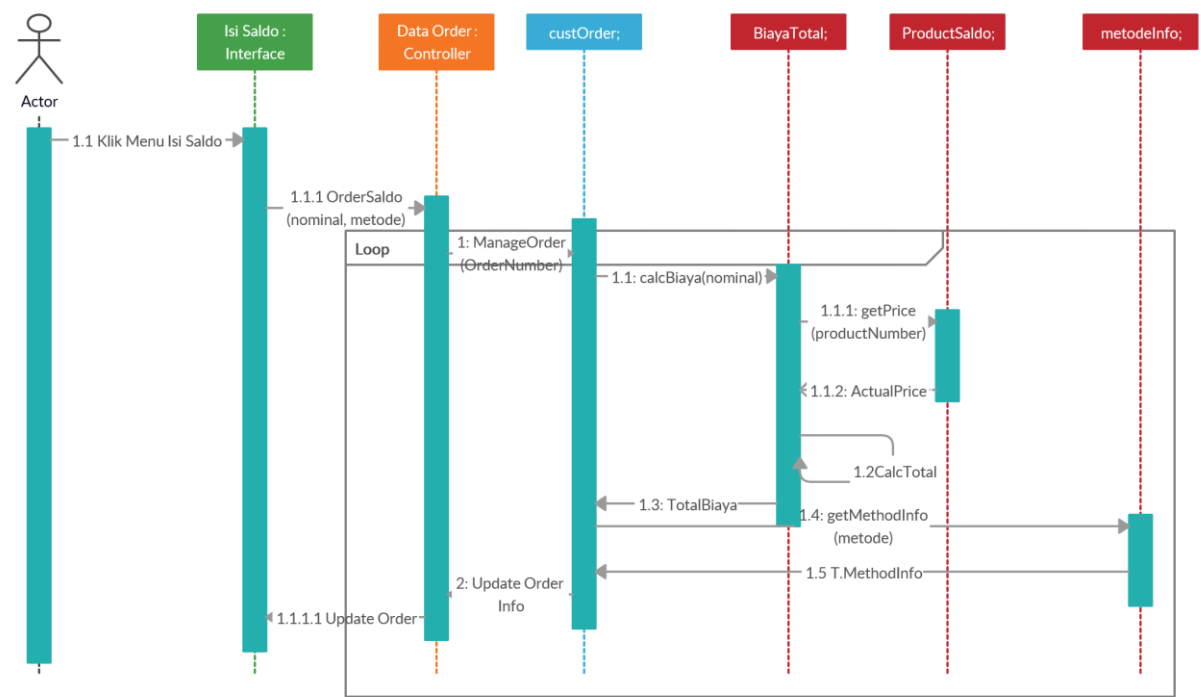 Isi Saldo :
Interface
Data Order :
Controller
custOrder;
BiayaTotal;
ProductSaldo;
metodeInfo;
Actor
1.1 Klik Menu Isi Saldo
1.1.1 OrderSaldo
(nominal, metode)
Loop
1: ManageOrder
(OrderNumber)
1.1: calcBiaya(nominal)
1.1.1: getPrice
(productNumber)
1.1.2: ActualPrice
1.2CalcTotal
1.3: TotalBiaya
1.4: getMethodInfo
(metode)
1.5 T.MethodInfo
2: Update Order
Info
1.1.1.1 Update Order